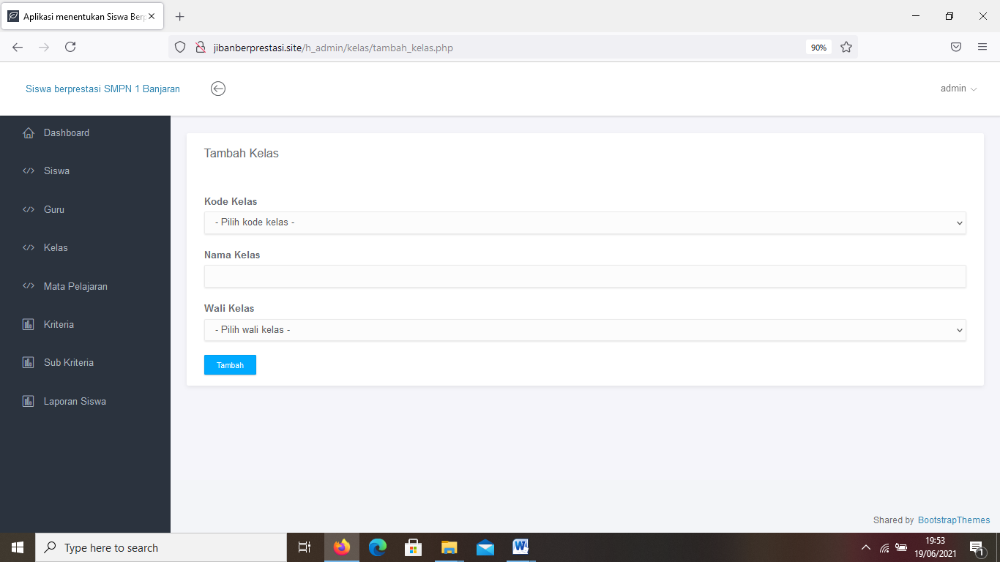 Aplikasi menentukan Siswa Berp
jibanberprestasi.site/h_admin/kelas/tambah_kelas.php
90%
Siswa berprestasi SMPN 1 Banjaran
admin
Dashboard
Siswa
Guru
Kelas
Mata Pelajaran
Kriteria
Sub Kriteria
Laporan Siswa
Tambah Kelas
Kode Kelas
- Pilih kode kelas -
Nama Kelas
Wali Kelas
- Pilih wali kelas -
Tambah
Shared by BootstrapThemes
Type here to search
19:53
19/06/2021
1